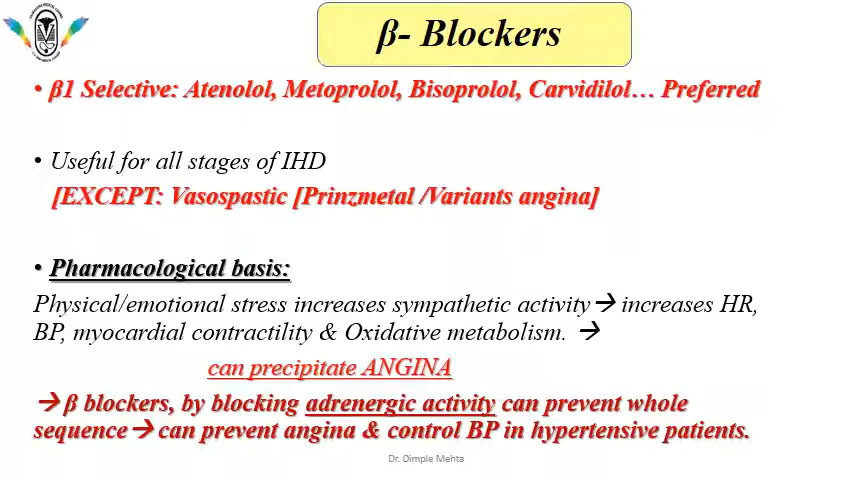 β- Blockers
• β1 Selective: Atenolol, Metoprolol, Bisoprolol, Carvidilol… Preferred
• Useful for all stages of IHD
[EXCEPT: Vasospastic [Prinzmetal /Variants angina]
• Pharmacological basis:
Physical/emotional stress increases sympathetic activity→ increases HR,
BP, myocardial contractility & Oxidative metabolism. →
can precipitate ANGINA
→ β blockers, by blocking adrenergic activity can prevent whole
sequence→ can prevent angina & control BP in hypertensive patients.
Dr. Dimple Mehta